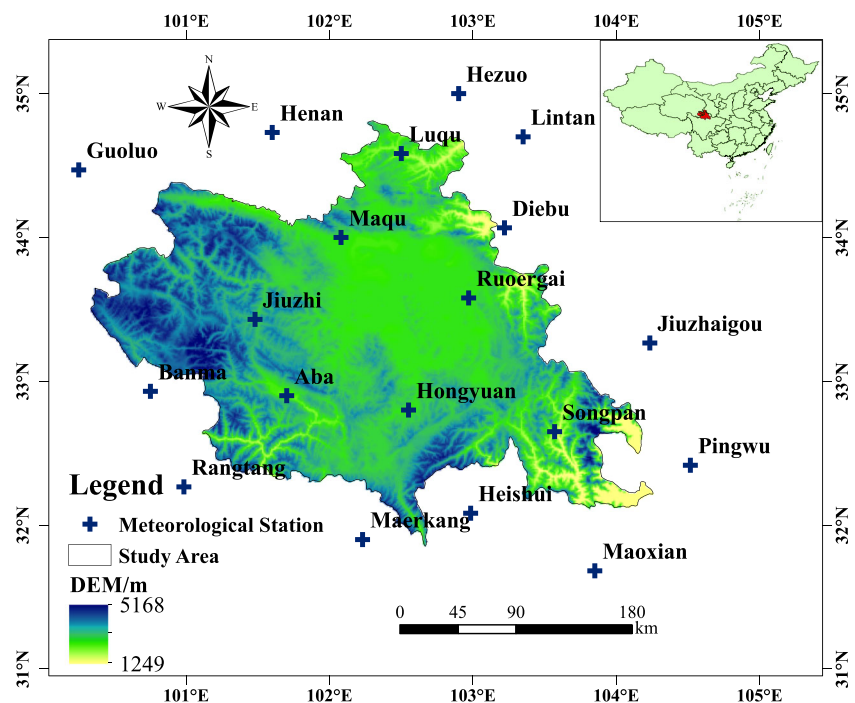 101°E 102°E 103°E 104°E 105°E
35°N
34°N
33°N
32°N
31°N
35°N
34°N
33°N
32°N
31°N
N
W E
S
Hezuo
Henan
Lintan
Luqu
Guoluo
Diebu
Maqu
Ruoergai
Jiuzhi
Jiuzhaigou
Banma
Aba
Hongyuan
Songpan
Pingwu
Rangtang
Heishui
Maerkang
Maoxian
Legend
Meteorological Station
Study Area
DEM/m
5168
1249
0 45 90 180
km
101°E 102°E 103°E 104°E 105°E